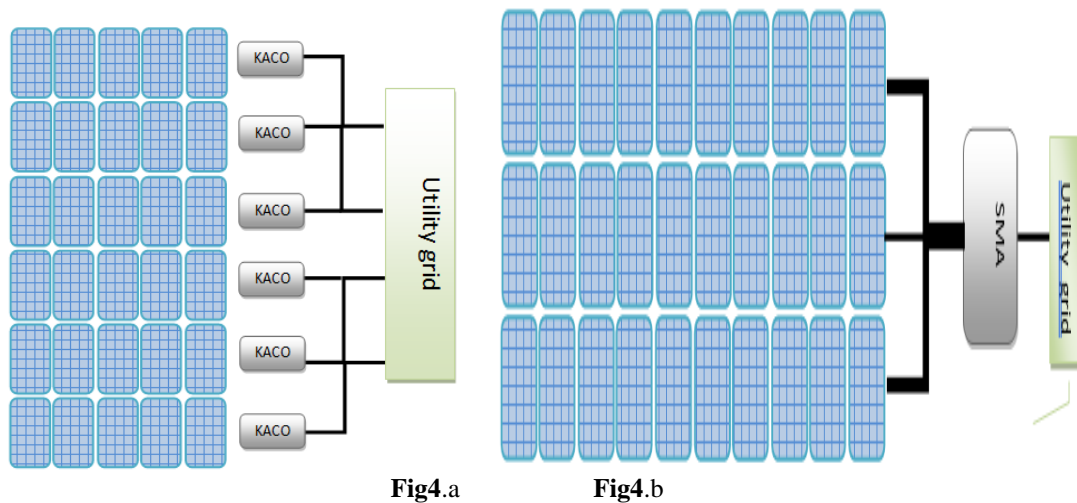 KACO
KACO
KACO
KACO
KACO
KACO
Utility grid
SMA
Utility grid
Fig4.a
Fig4.b